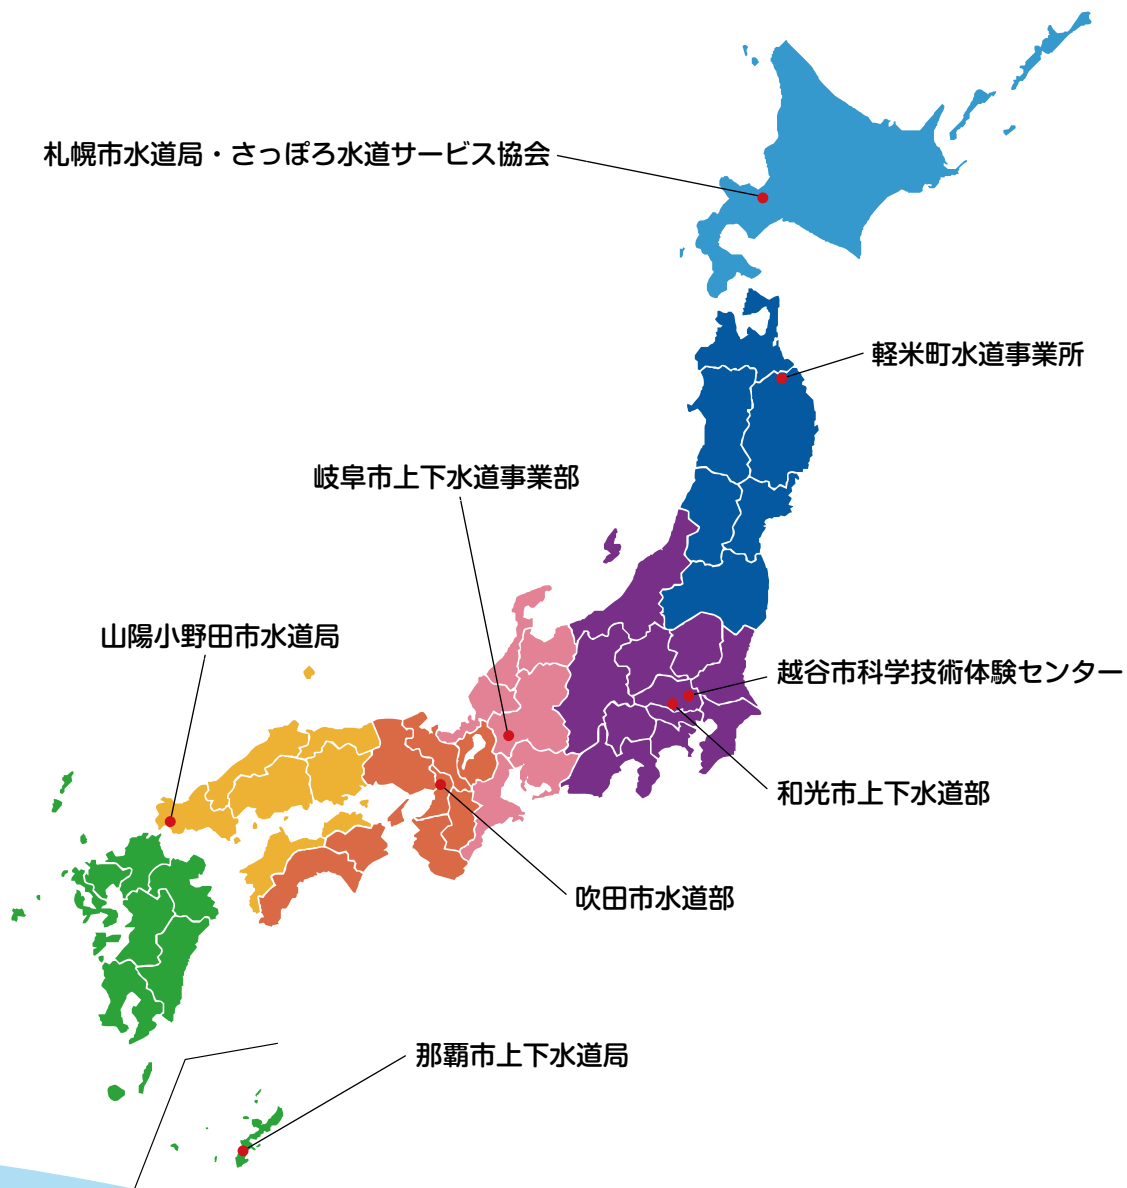 札幌市水道局・さっぽろ水道サービス協会
軽米町水道事業所
岐阜市上下水道事業部
山陽小野田市水道局
越谷市科学技術体験センター
和光市上下水道部
吹田市水道部
那覇市上下水道局